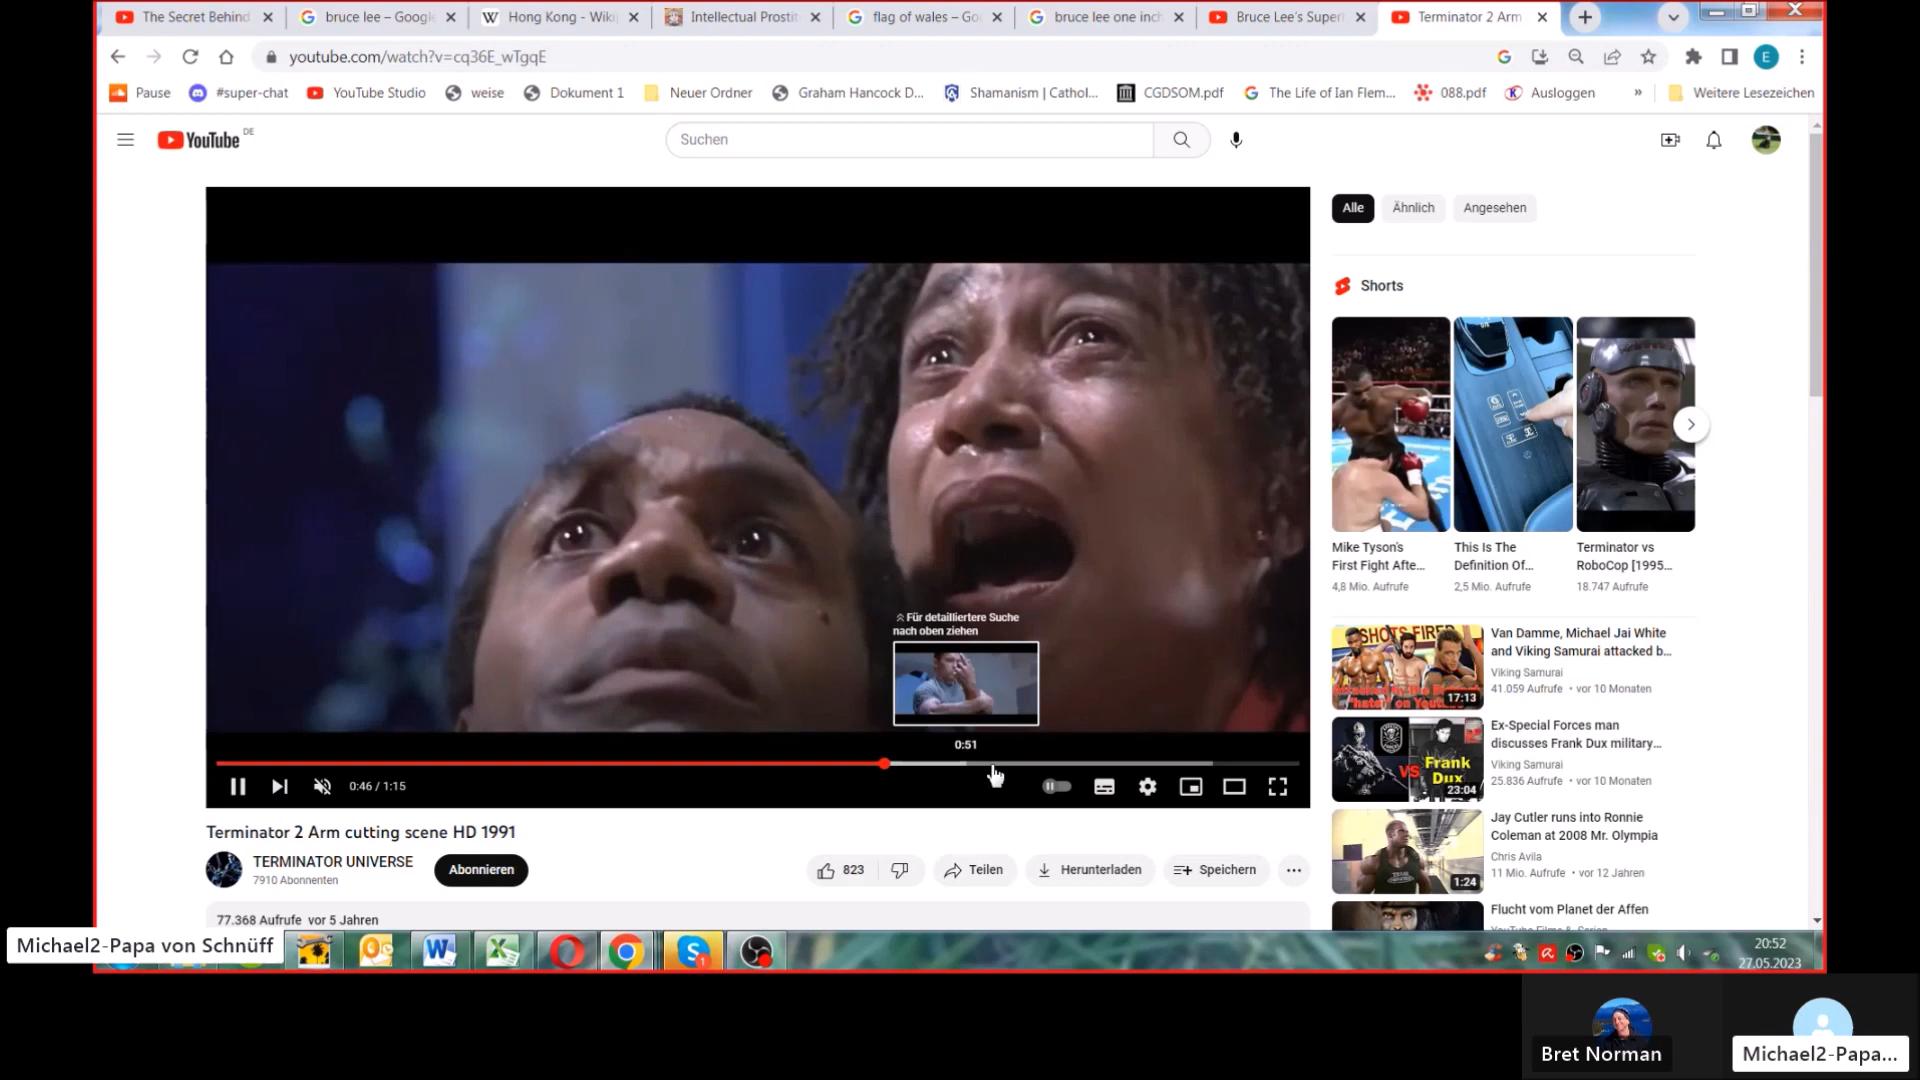 The Secret Behind
bruce lee – Google
Hong Kong - Wiki
Intellectual Prostit
flag of wales – Go
bruce lee one inch
Bruce Lee's Super
Terminator 2 Arm
youtube.com/watch?v=cq36E_wTgqE
E
Pause
#super-chat
YouTube Studio
weise
Dokument 1
Neuer Ordner
Graham Hancock D...
Shamanism | Cathol...
CGDSOM.pdf
The Life of Ian Flem...
088.pdf
Ausloggen
»
Weitere Lesezeichen
YouTube DE
Suchen
Alle
Ähnlich
Angesehen
Shorts
Mike Tyson's
First Fight Afte...
4,8 Mio. Aufrufe
This Is The
Definition Of...
2,5 Mio. Aufrufe
Terminator vs
RoboCop [1995...
18.747 Aufrufe
Für detailliertere Suche
nach oben ziehen
0:51
0:46 / 1:15
SHOTS FIRED
17:13
Van Damme, Michael Jai White
and Viking Samurai attacked b...
Viking Samurai
41.059 Aufrufe • vor 10 Monaten
VS
Frank
Dux
23:04
Ex-Special Forces man
discusses Frank Dux military...
Viking Samurai
25.836 Aufrufe • vor 10 Monaten
1:24
Jay Cutler runs into Ronnie
Coleman at 2008 Mr. Olympia
Chris Avila
11 Mio. Aufrufe • vor 12 Jahren
Flucht vom Planet der Affen
Terminator 2 Arm cutting scene HD 1991
TERMINATOR UNIVERSE
7910 Abonnenten
Abonnieren
823
Teilen
Herunterladen
Speichern
77.368 Aufrufe vor 5 Jahren
Michael2-Papa von Schnüff
20:52
27.05.2023
Bret Norman
Michael2-Papa...